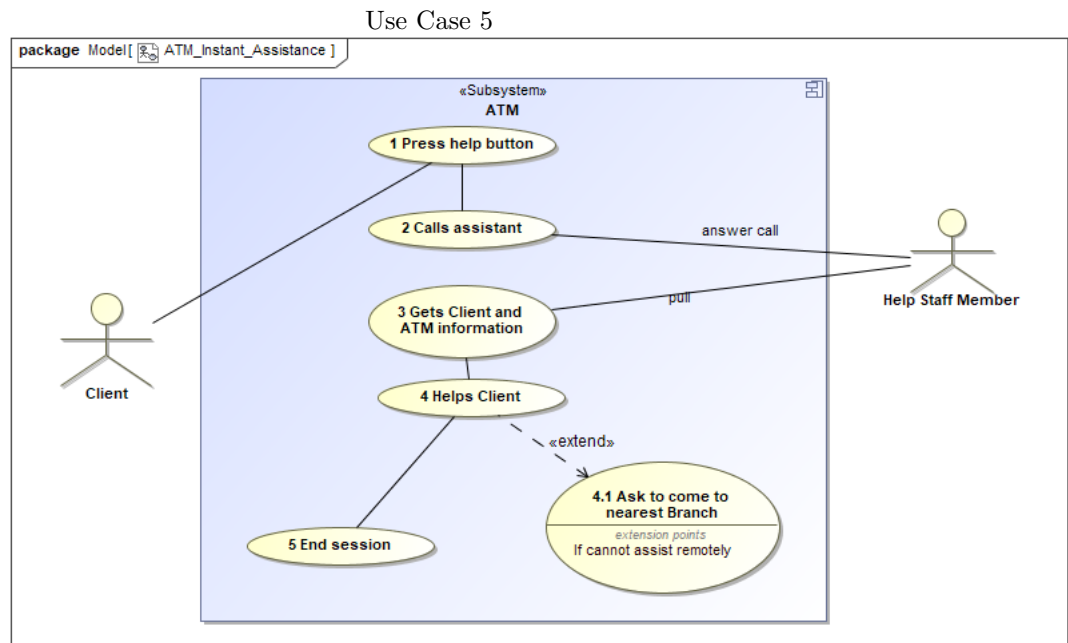 Use Case 5
package Model[ ATM_Instant_Assistance ]
«Subsystem»
ATM
1 Press help button
2 Calls assistant
answer call
3 Gets Client and
ATM information
pull
Help Staff Member
Client
4 Helps Client
«extend»
4.1 Ask to come to
nearest Branch
extension points
If cannot assist remotely
5 End session